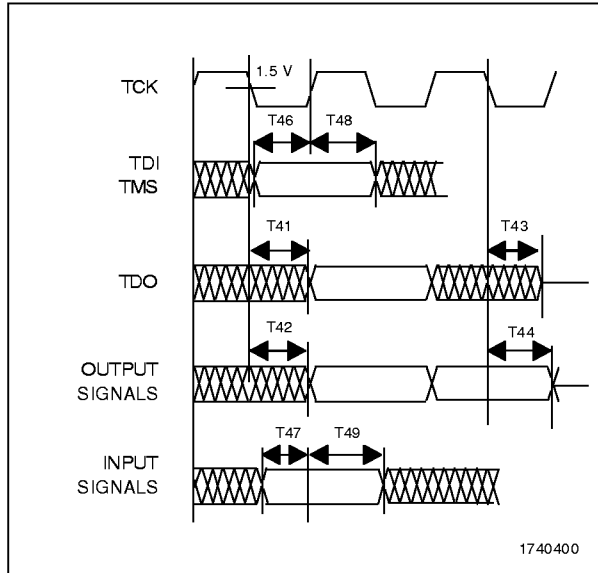 TCK
1.5 V
T46
T48
TDI
TMS
T41
T43
TDO
T42
T44
OUTPUT
SIGNALS
T47
T49
INPUT
SIGNALS
1740400